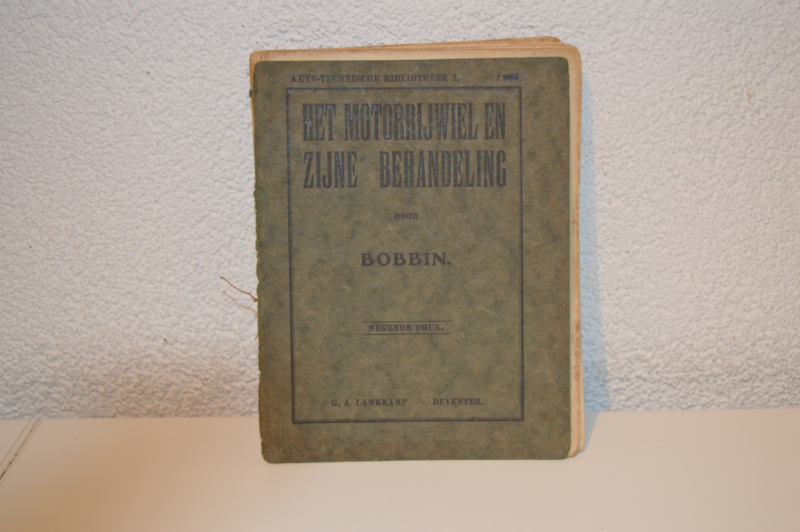 AUTO-TECHNISCHE BIBLIOTHEEK I.
HET MOTORRIJWIEL EN
ZIJNE BEHANDELING
DOOR
BOBBIN.
NEGENDE DRUK.
G. J. LANKKAMP — DEVENTER.